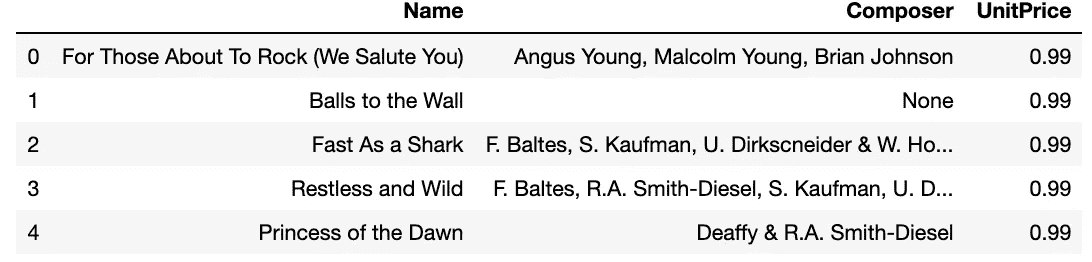 Name Composer UnitPrice
0 For Those About To Rock (We Salute You) Angus Young, Malcolm Young, Brian Johnson 0.99
1 Balls to the Wall None 0.99
2 Fast As a Shark F. Baltes, S. Kaufman, U. Dirkscneider & W. Ho... 0.99
3 Restless and Wild F. Baltes, R.A. Smith-Diesel, S. Kaufman, U. D... 0.99
4 Princess of the Dawn Deaffy & R.A. Smith-Diesel 0.99